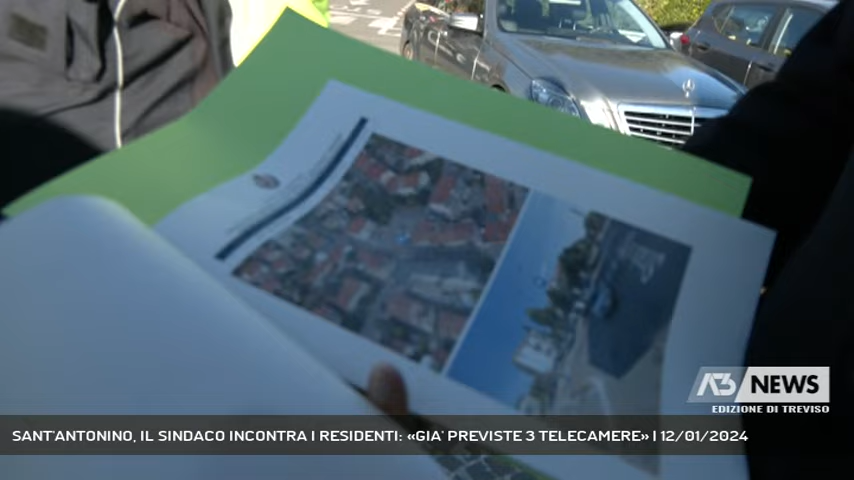 A3 NEWS
EDIZIONE DI TREVISO
SANT'ANTONINO, IL SINDACO INCONTRA I RESIDENTI: «GIA' PREVISTE 3 TELECAMERE» | 12/01/2024